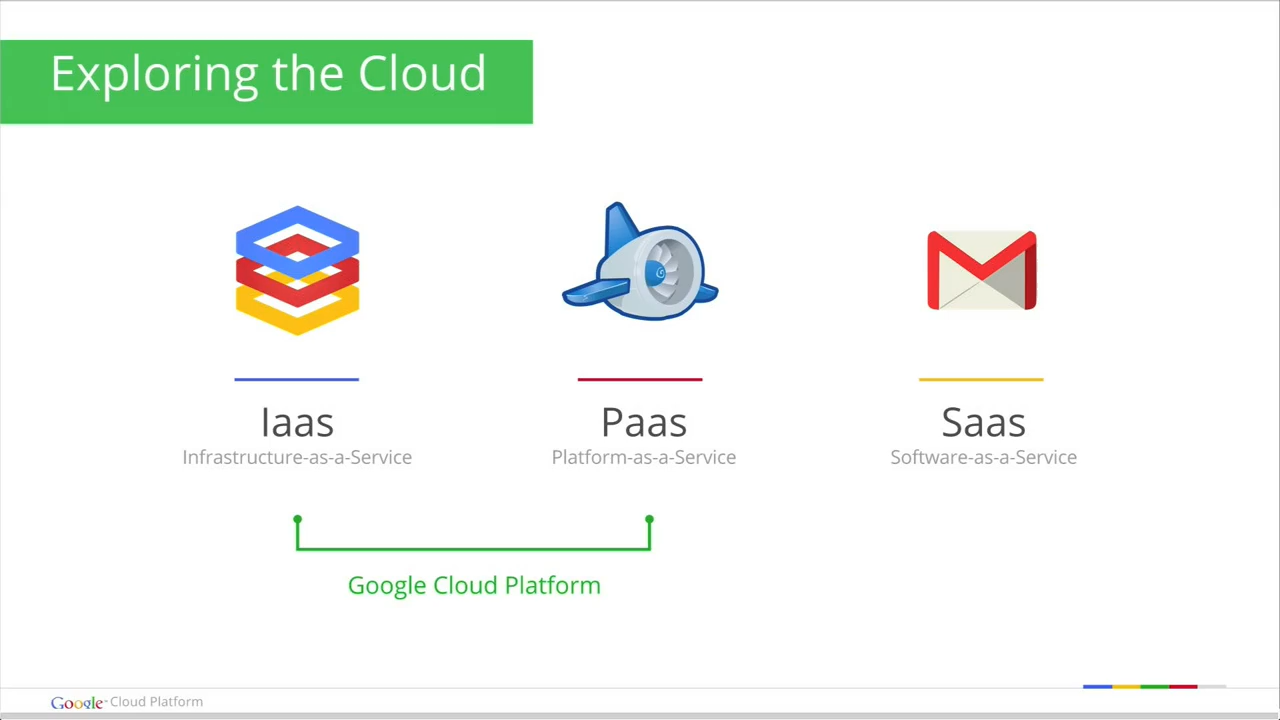 Exploring the Cloud
Iaas
Infrastructure-as-a-Service
Paas
Platform-as-a-Service
Saas
Software-as-a-Service
Google Cloud Platform
Google Cloud Platform